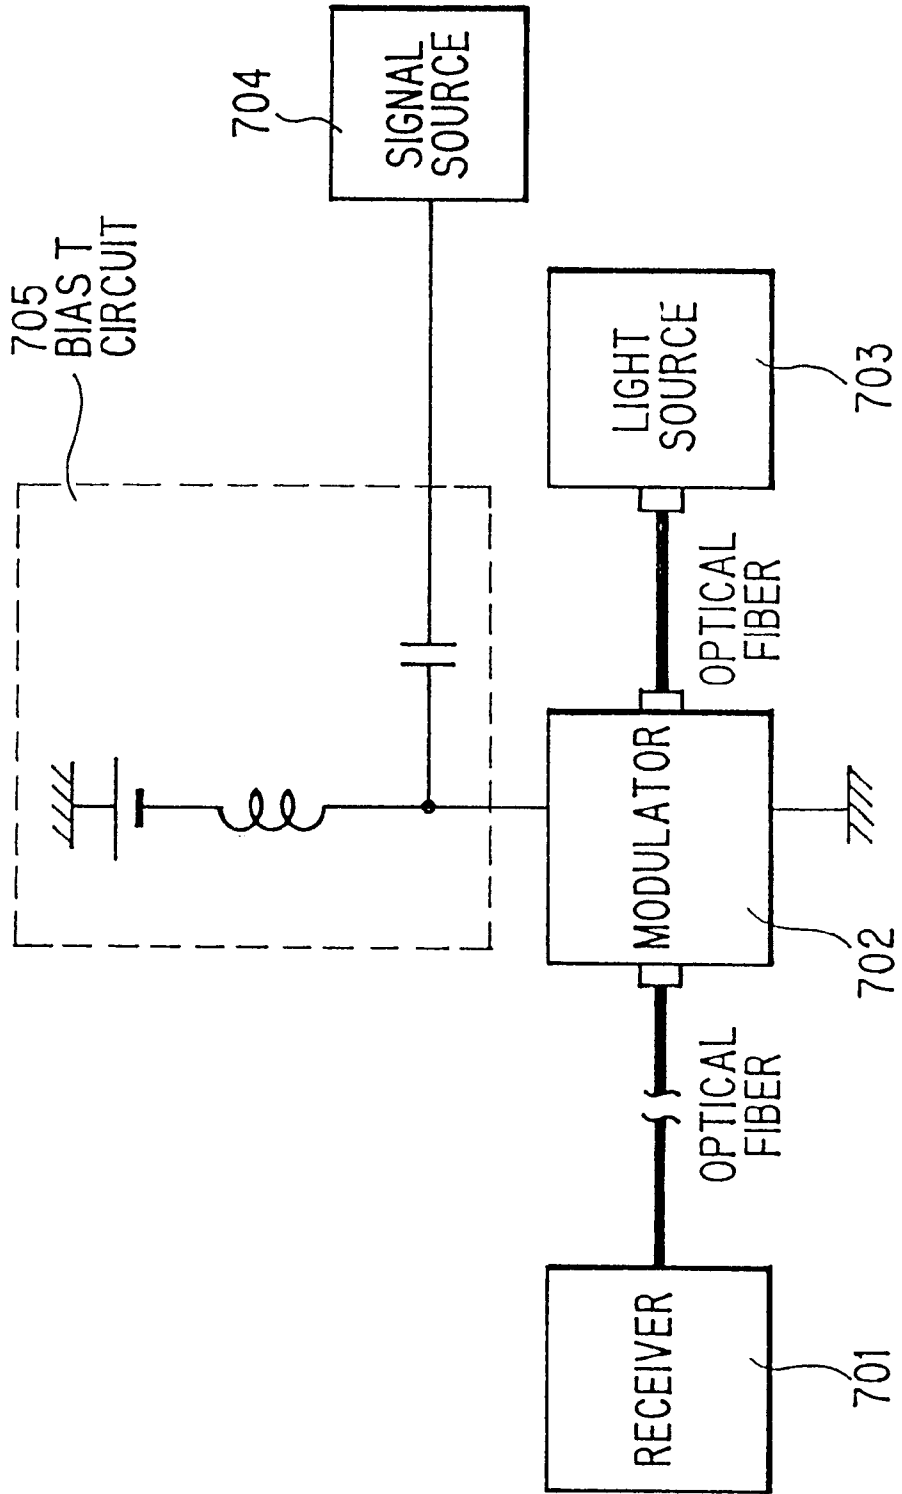 704
SIGNAL
SOURCE
705
BIAS T
CIRCUIT
LIGHT
SOURCE
703
OPTICAL
FIBER
MODULATOR
702
OPTICAL
FIBER
RECEIVER
701